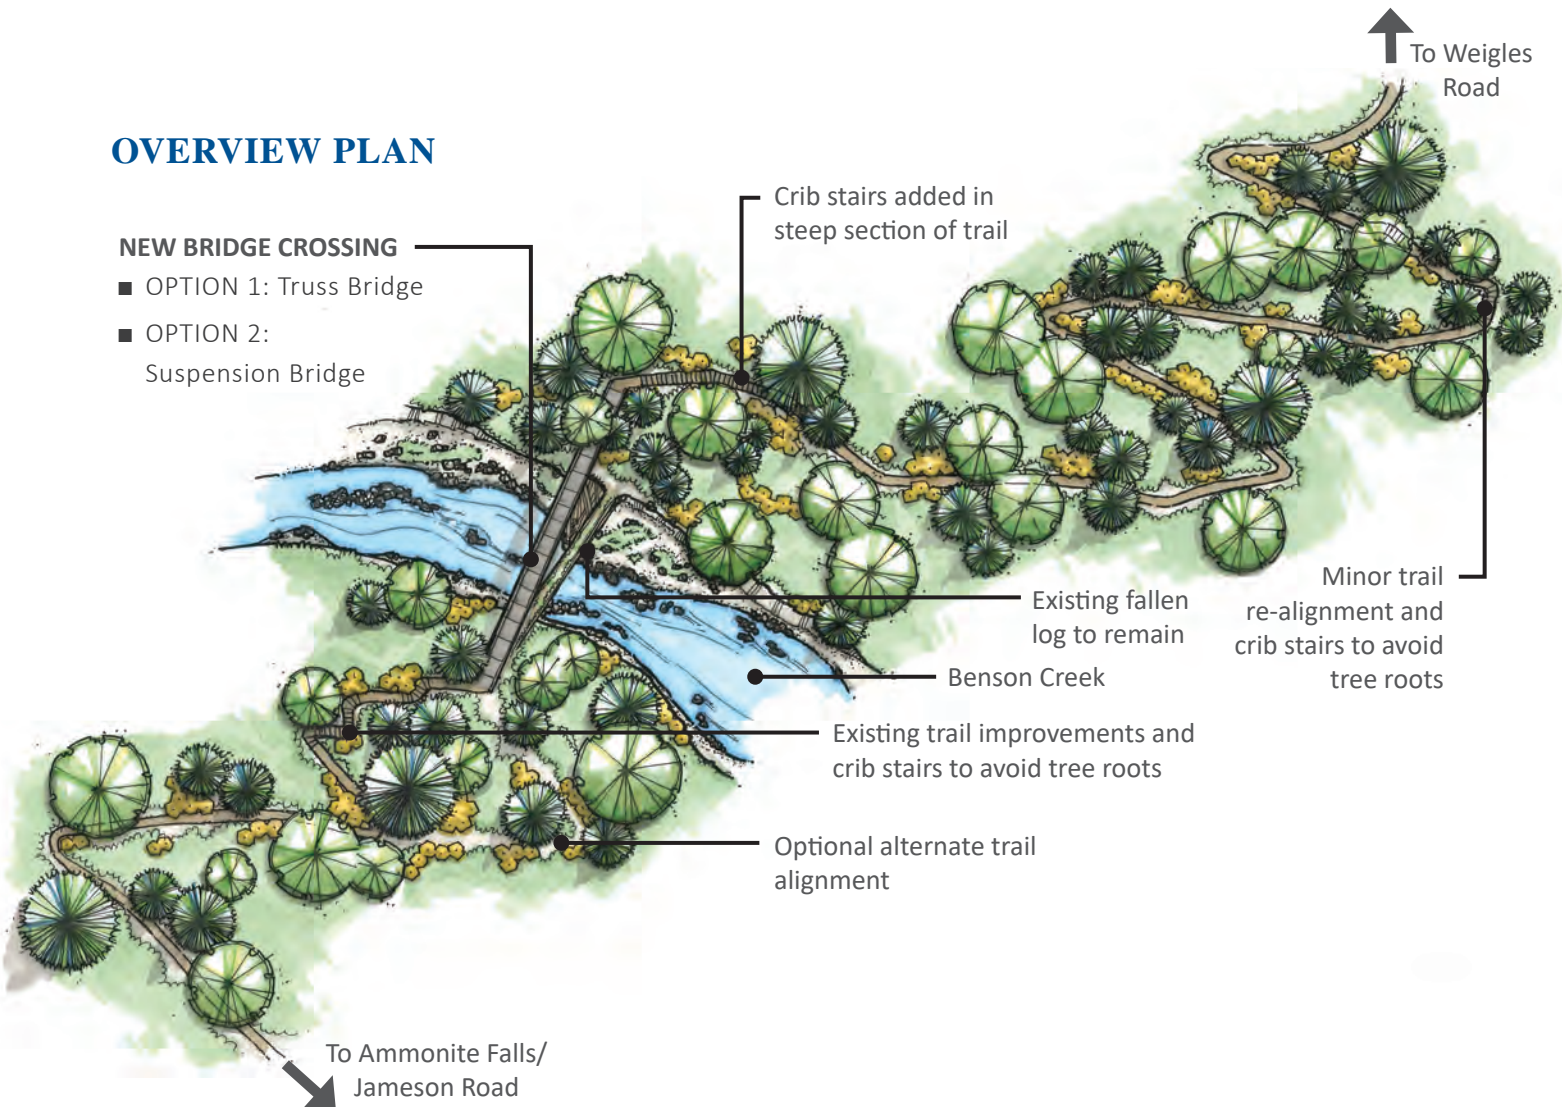 To Weigles
Road
OVERVIEW PLAN
NEW BRIDGE CROSSING
■ OPTION 1: Truss Bridge
■ OPTION 2:
Suspension Bridge
Crib stairs added in
steep section of trail
Existing fallen
log to remain
Minor trail
re-alignment and
crib stairs to avoid
tree roots
Benson Creek
Existing trail improvements and
crib stairs to avoid tree roots
Optional alternate trail
alignment
To Ammonite Falls/
Jameson Road